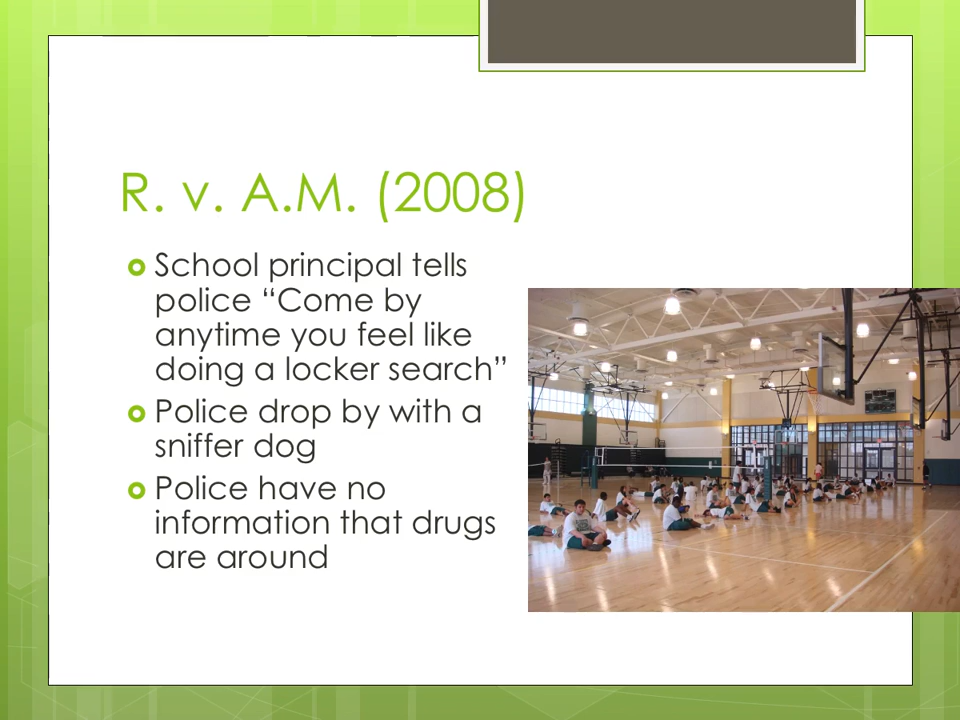 R. v. A.M. (2008)
School principal tells
police “Come by
anytime you feel like
doing a locker search”
Police drop by with a
sniffer dog
Police have no
information that drugs
are around